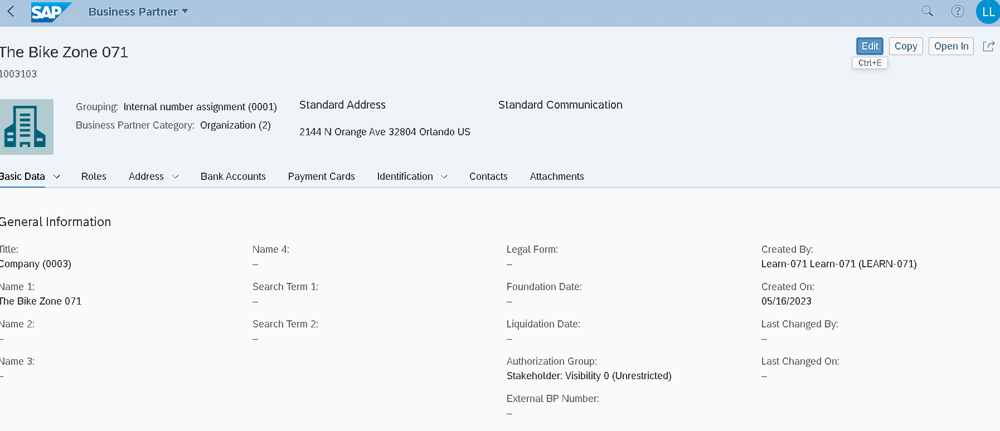 SAP Business Partner LL
The Bike Zone 071 Edit Copy Open In
Ctrl+E
1003103
Grouping: Internal number assignment (0001)
Business Partner Category: Organization (2)
Standard Address
2144 N Orange Ave 32804 Orlando US
Standard Communication
Basic Data Roles Address Bank Accounts Payment Cards Identification Contacts Attachments
General Information
Title:
Company (0003)
Name 1:
The Bike Zone 071
Name 2:
–
Name 3:
–
Name 4:
–
Search Term 1:
–
Search Term 2:
–
Legal Form:
–
Foundation Date:
–
Liquidation Date:
–
Authorization Group:
Stakeholder: Visibility 0 (Unrestricted)
External BP Number:
–
Created By:
Learn-071 Learn-071 (LEARN-071)
Created On:
05/16/2023
Last Changed By:
–
Last Changed On:
–